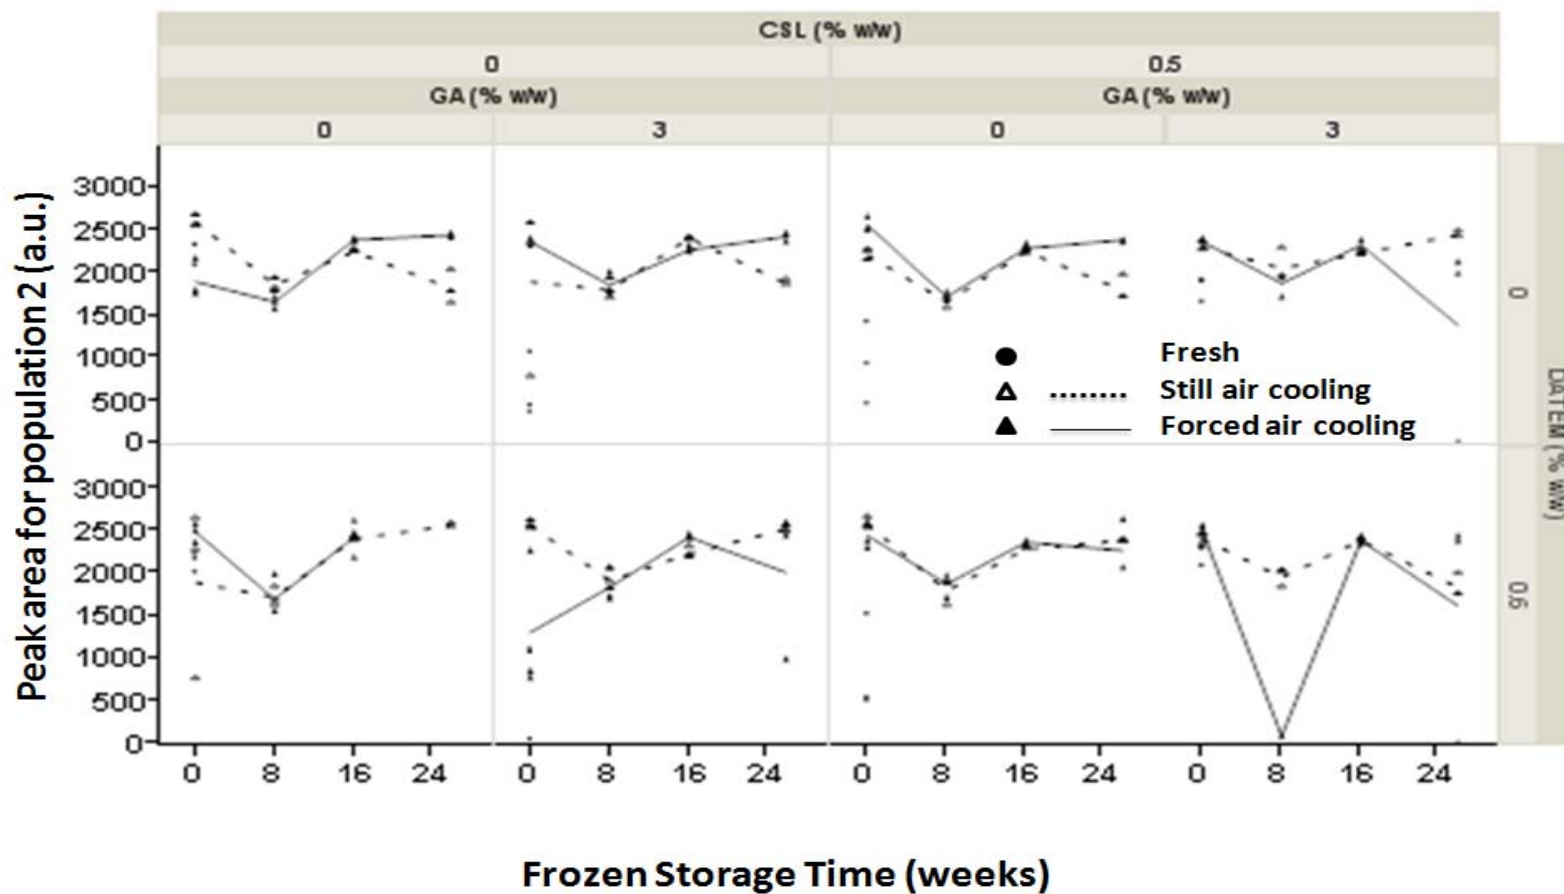 CSL (% w/w)
0 0.5
GA (% w/w) GA (% w/w)
0 3 0 3
Peak area for population 2 (a.u.)
3000
2500
2000
1500
1000
500
0
0
Fresh
Still air cooling
Forced air cooling
DATEM (% w/w)
3000
2500
2000
1500
1000
500
0
0.6
0 8 16 24 0 8 16 24 0 8 16 24 0 8 16 24
Frozen Storage Time (weeks)